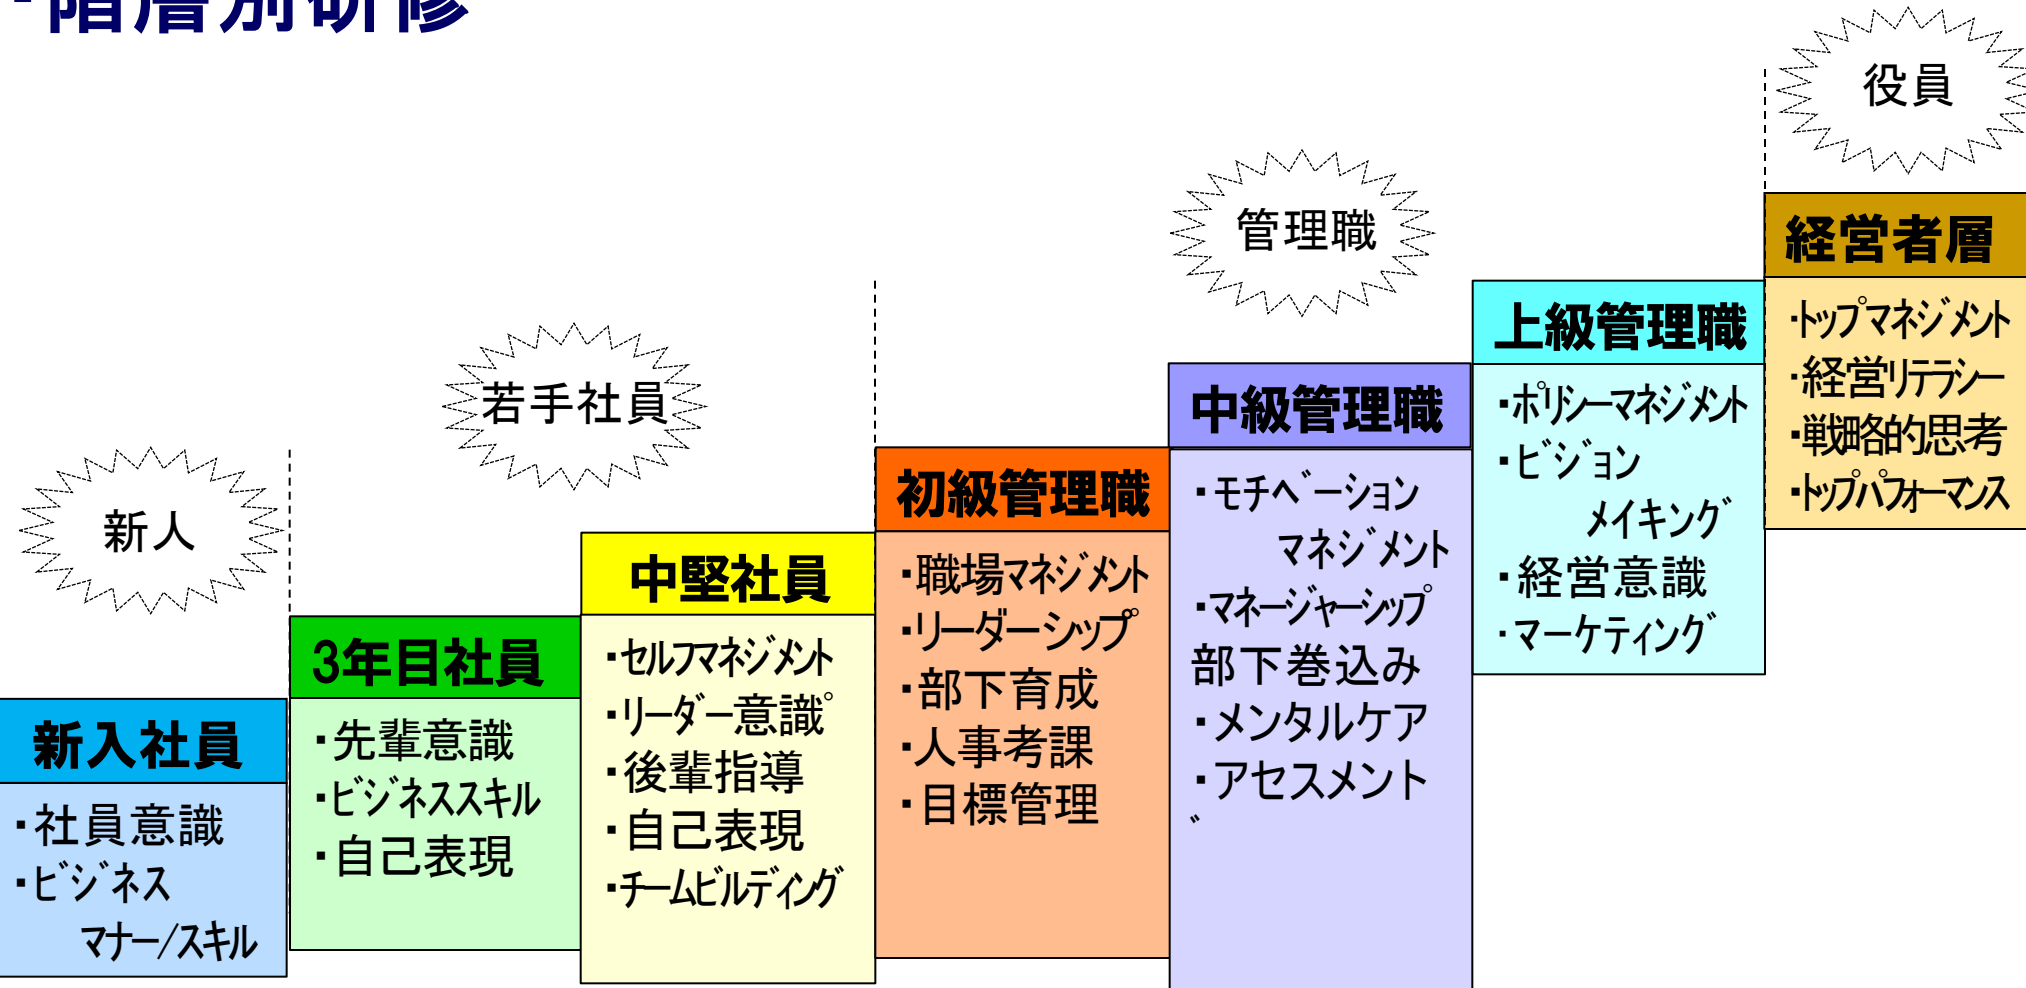 ・階層別研修
新人
新入社員
・社員意識
・ビジネス
マナー/スキル
若手社員
3年目社員
・先輩意識
・ビジネススキル
・自己表現
中堅社員
・セルフマネジメント
・リーダー意識゜
・後輩指導
・自己表現
・チームビルディング
管理職
初級管理職
・職場マネジメント
・リーダーシップ
・部下育成
・人事考課
・目標管理
中級管理職
・モチベーション
マネジメント
・マネージャーシップ
部下巻込み
・メンタルケア
・アセスメント
゛
上級管理職
・ポリシーマネジメント
・ビジョン
メイキング
・経営意識
・マーケティング
役員
経営者層
・トップマネジメント
・経営リテラシー
・戦略的思考
・トップパフォーマンス